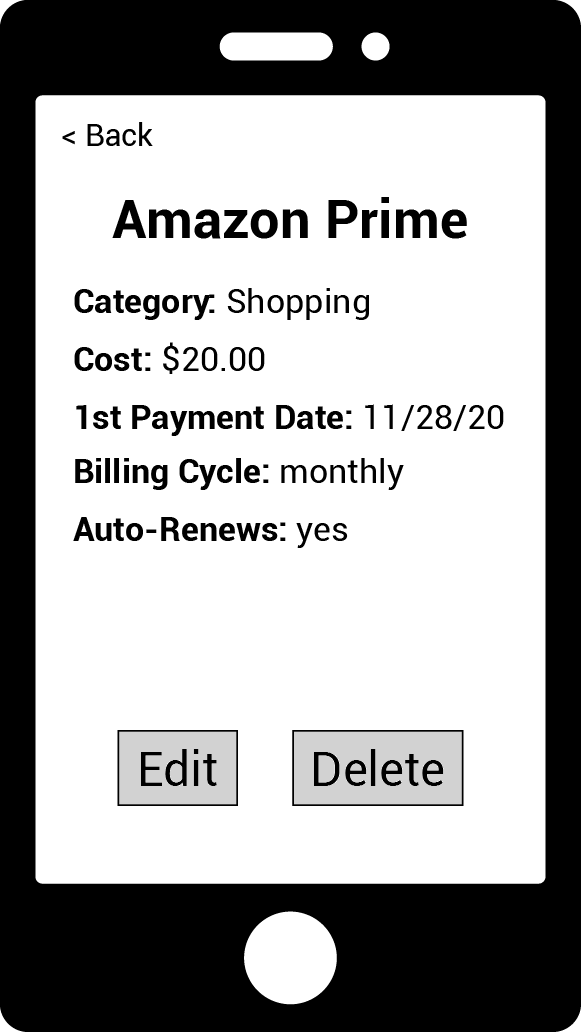 < Back
Amazon Prime
Category: Shopping
Cost: $20.00
1st Payment Date: 11/28/20
Billing Cycle: monthly
Auto-Renews: yes
Edit Delete